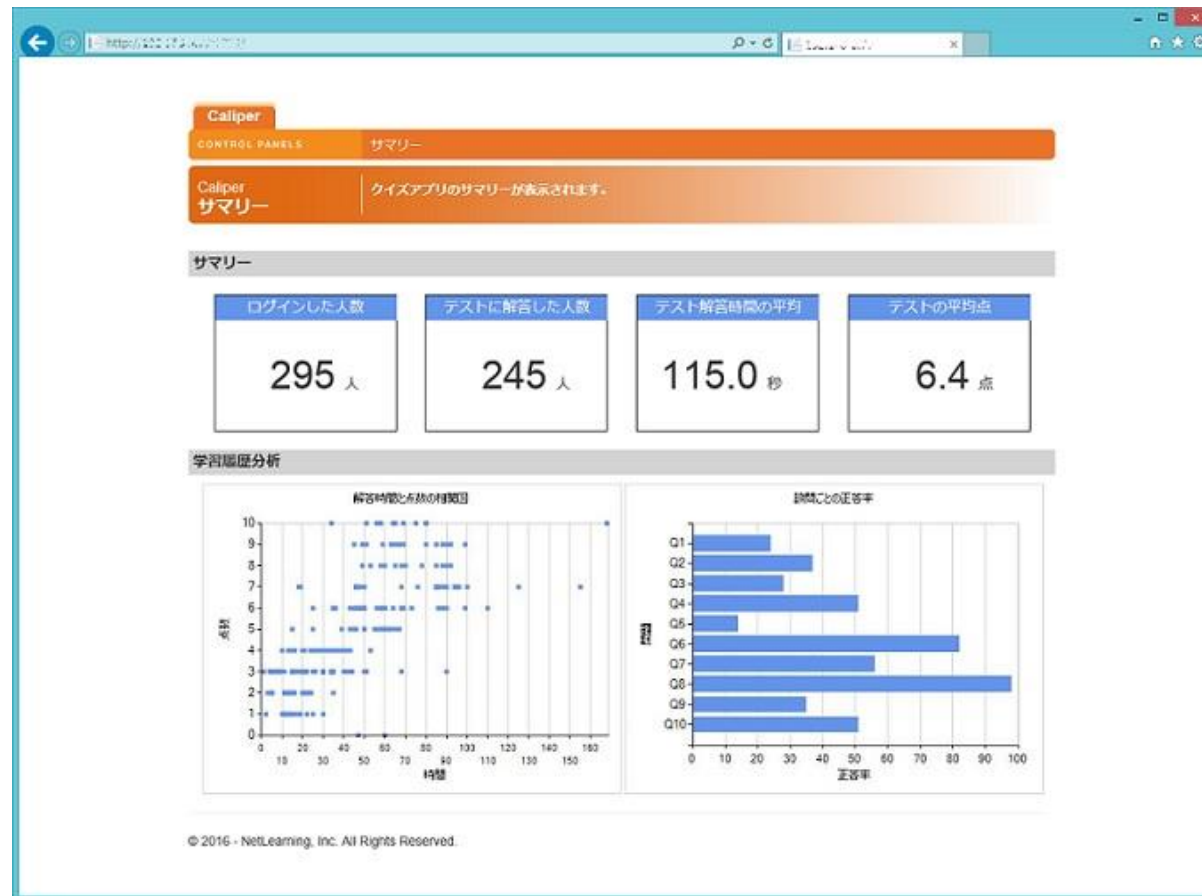 Caliper
CONTROL PANELS サマリー
Caliper
サマリー
クイズアプリのサマリーが表示されます。
サマリー
ログインした人数 テストに解答した人数 テスト解答時間の平均 テストの平均点
295 人 245 人 115.0 秒 6.4 点
学習履歴分析
解答時間と点数の相関図
10
9
8
7
6
5
4
3
2
1
0
点数
0 20 40 60 80 100 120 140 160
10 30 50 70 90 110 130 150
時間
設問ごとの正答率
Q1
Q2
Q3
Q4
Q5
Q6
Q7
Q8
Q9
Q10
0 10 20 30 40 50 60 70 80 90 100
正答率
© 2016 - NetLearning, Inc. All Rights Reserved.